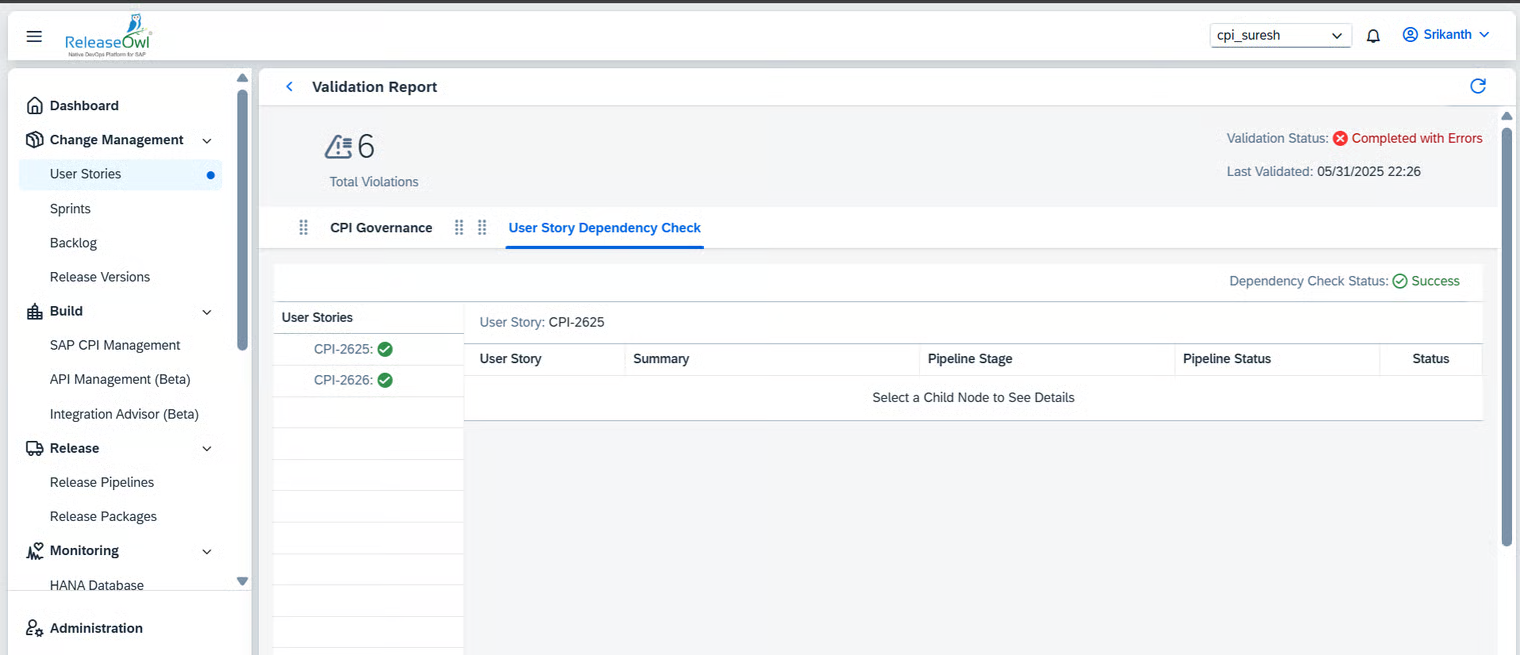 ReleaseOwl
Native DevOps Platform for SAP
cpi_suresh
Srikanth
Dashboard
Change Management
User Stories
Sprints
Backlog
Release Versions
Build
SAP CPI Management
API Management (Beta)
Integration Advisor (Beta)
Release
Release Pipelines
Release Packages
Monitoring
HANA Database
Administration
Validation Report
6
Total Violations
Validation Status: Completed with Errors
Last Validated: 05/31/2025 22:26
CPI Governance
User Story Dependency Check
Dependency Check Status: Success
User Stories
CPI-2625:
CPI-2626:
User Story: CPI-2625
User Story Summary Pipeline Stage Pipeline Status Status
Select a Child Node to See Details